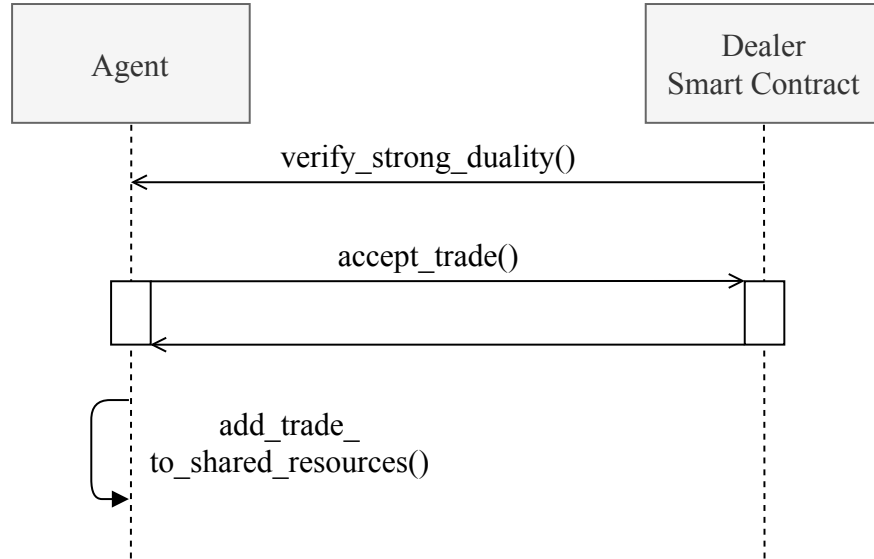 Agent
Dealer
Smart Contract
verify_strong_duality()
accept_trade()
add_trade_
to_shared_resources()